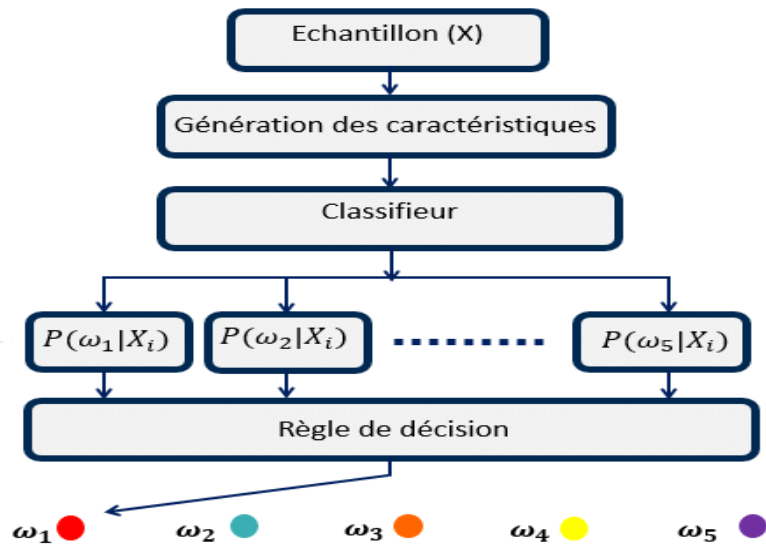 Echantillon (X)
Génération des caractéristiques
Classifieur
P(ω₁|Xᵢ) P(ω₂|Xᵢ) P(ω₅|Xᵢ)
Règle de décision
ω₁ ω₂ ω₃ ω₄ ω₅